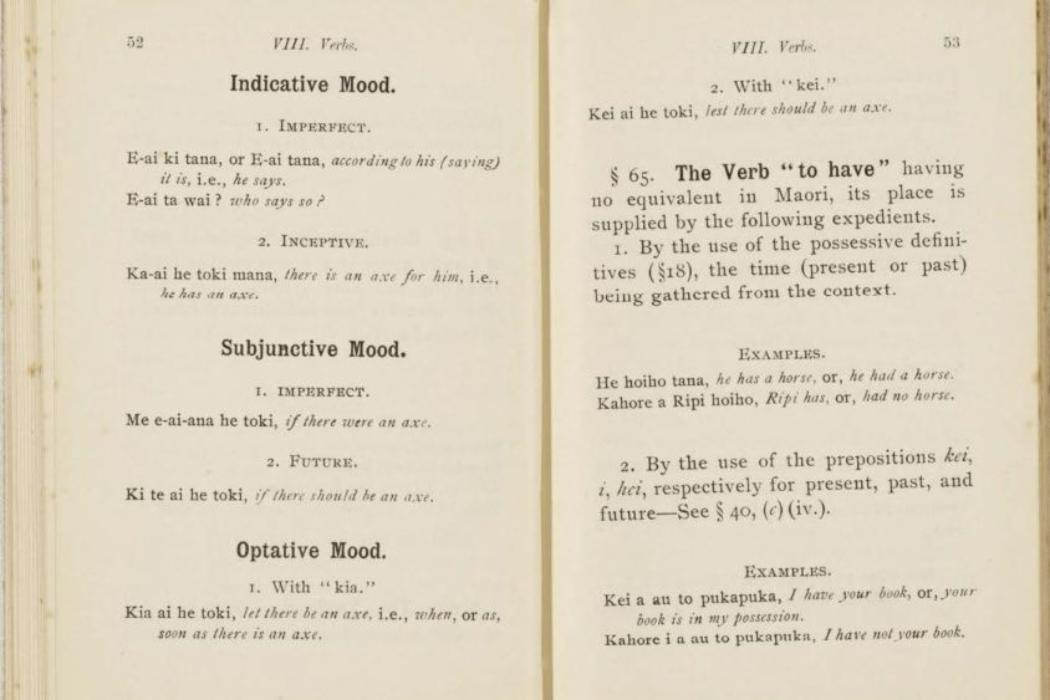 52
VIII. Verbs.
Indicative Mood.
1. IMPERFECT.
E-ai ki tana, or E-ai tana, according to his (saying)
it is, i.e., he says.
E-ai ta wai ? who says so ?
2. INCEPTIVE.
Ka-ai he toki mana, there is an axe for him, i.e.,
he has an axe.
Subjunctive Mood.
1. IMPERFECT.
Me e-ai-ana he toki, if there were an axe.
2. FUTURE.
Ki te ai he toki, if there should be an axe.
Optative Mood.
1. With "kia."
Kia ai he toki, let there be an axe, i.e., when, or as,
soon as there is an axe.
VIII. Verbs.
53
2. With "kei."
Kei ai he toki, lest there should be an axe.
§ 65. The Verb "to have" having
no equivalent in Maori, its place is
supplied by the following expedients.
1. By the use of the possessive defini-
tives (§18), the time (present or past)
being gathered from the context.
EXAMPLES.
He hoiho tana, he has a horse, or, he had a horse.
Kahore a Ripi hoiho, Ripi has, or, had no horse.
2. By the use of the prepositions kei,
i, hei, respectively for present, past, and
future—See § 40, (c) (iv.).
EXAMPLES.
Kei a au to pukapuka, I have your book, or, your
book is in my possession.
Kahore i a au to pukapuka, I have not your book.